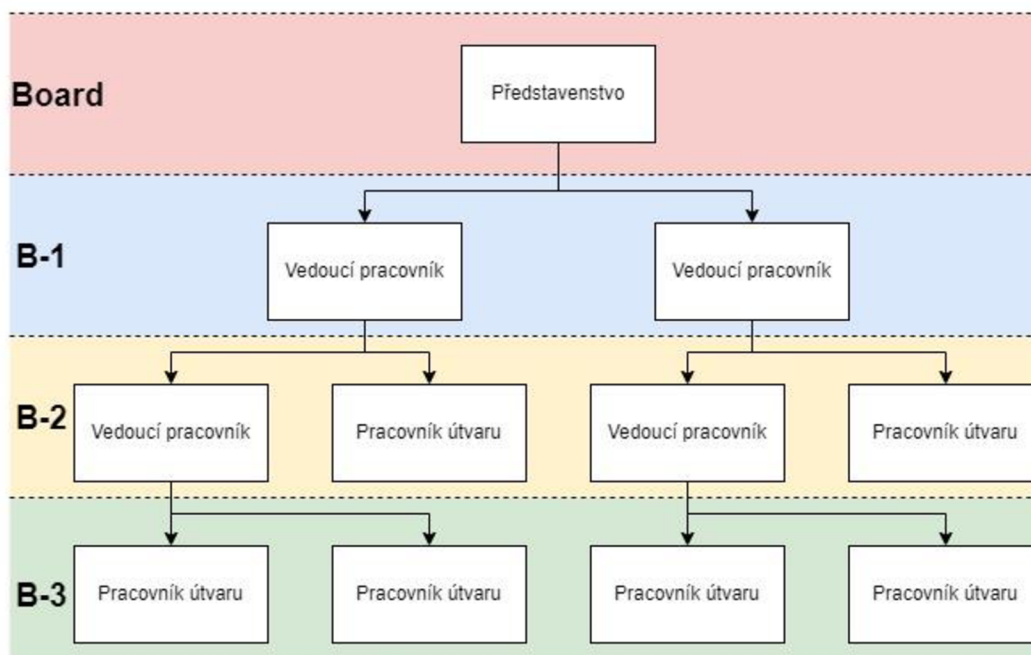 Board
Představenstvo
B-1
Vedoucí pracovník
Vedoucí pracovník
B-2
Vedoucí pracovník
Pracovník útvaru
Vedoucí pracovník
Pracovník útvaru
B-3
Pracovník útvaru
Pracovník útvaru
Pracovník útvaru
Pracovník útvaru